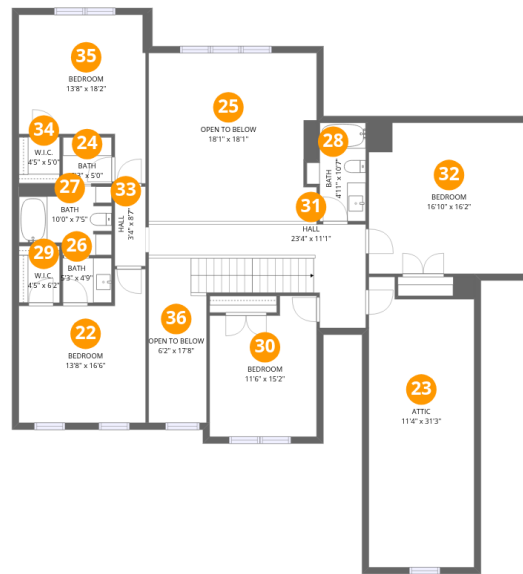 35
BEDROOM
13'8" x 18'2"
25
OPEN TO BELOW
18'1" x 18'1"
34
W.I.C.
4'5" x 5'0"
24
BATH
x 5'0"
28
BATH
4'11" x 10'7"
32
BEDROOM
16'10" x 16'2"
27
BATH
10'0" x 7'5"
33
HALL
3'4" x 8'7"
31
HALL
23'4" x 11'1"
29
W.I.C.
4'5" x 6'2"
26
BATH
5'3" x 4'9"
22
BEDROOM
13'8" x 16'6"
36
OPEN TO BELOW
6'2" x 17'8"
30
BEDROOM
11'6" x 15'2"
23
ATTIC
11'4" x 31'3"